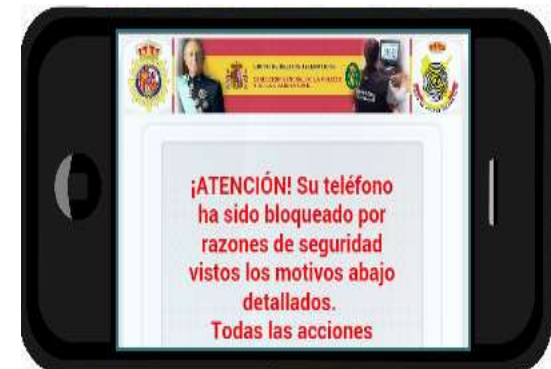 ¡ATENCIÓN! Su teléfono
ha sido bloqueado por
razones de seguridad
vistos los motivos abajo
detallados.
Todas las acciones